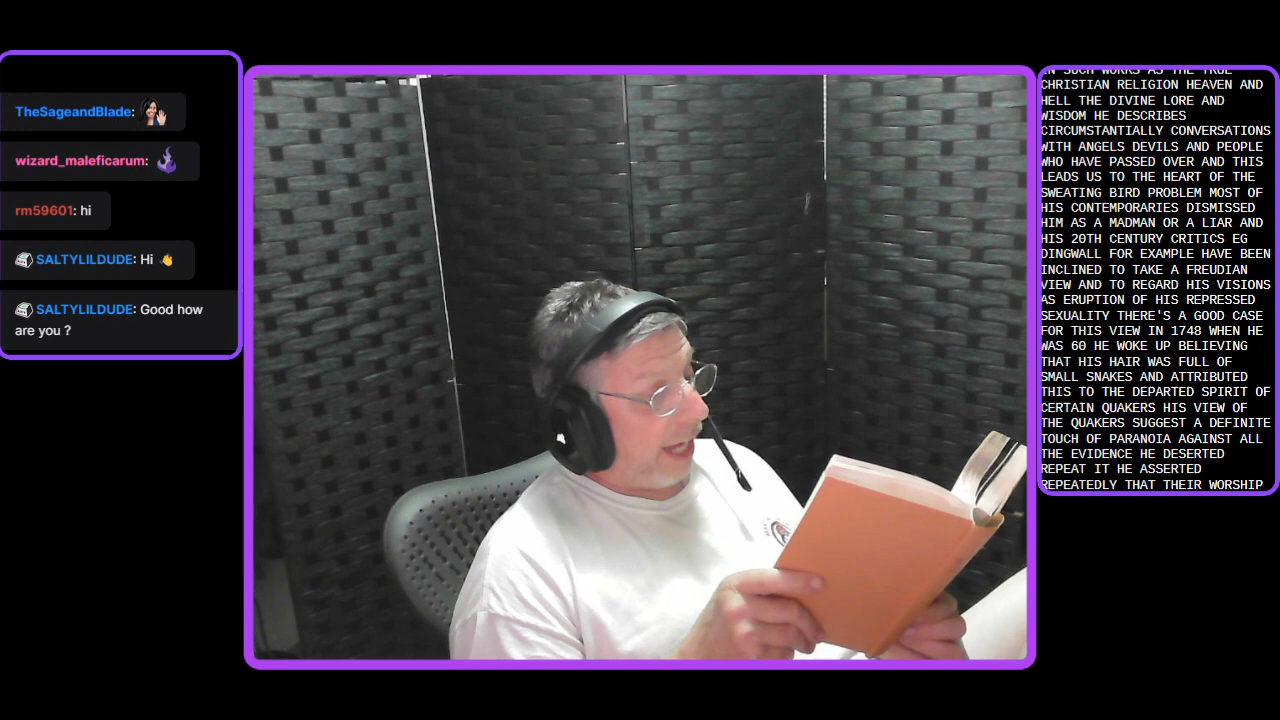 TheSageandBlade:
wizard_maleficarum:
rm59601: hi
SALTYLILDUDE: Hi
SALTYLILDUDE: Good how
are you ?
IN SUCH WORKS AS THE TRUE
CHRISTIAN RELIGION HEAVEN AND
HELL THE DIVINE LORE AND
WISDOM HE DESCRIBES
CIRCUMSTANTIALLY CONVERSATIONS
WITH ANGELS DEVILS AND PEOPLE
WHO HAVE PASSED OVER AND THIS
LEADS US TO THE HEART OF THE
SWEATING BIRD PROBLEM MOST OF
HIS CONTEMPORARIES DISMISSED
HIM AS A MADMAN OR A LIAR AND
HIS 20TH CENTURY CRITICS EG
DINGWALL FOR EXAMPLE HAVE BEEN
INCLINED TO TAKE A FREUDIAN
VIEW AND TO REGARD HIS VISIONS
AS ERUPTION OF HIS REPRESSED
SEXUALITY THERE'S A GOOD CASE
FOR THIS VIEW IN 1748 WHEN HE
WAS 60 HE WOKE UP BELIEVING
THAT HIS HAIR WAS FULL OF
SMALL SNAKES AND ATTRIBUTED
THIS TO THE DEPARTED SPIRIT OF
CERTAIN QUAKERS HIS VIEW OF
THE QUAKERS SUGGEST A DEFINITE
TOUCH OF PARANOIA AGAINST ALL
THE EVIDENCE HE DESERTED
REPEAT IT HE ASSERTED
REPEATEDLY THAT THEIR WORSHIP